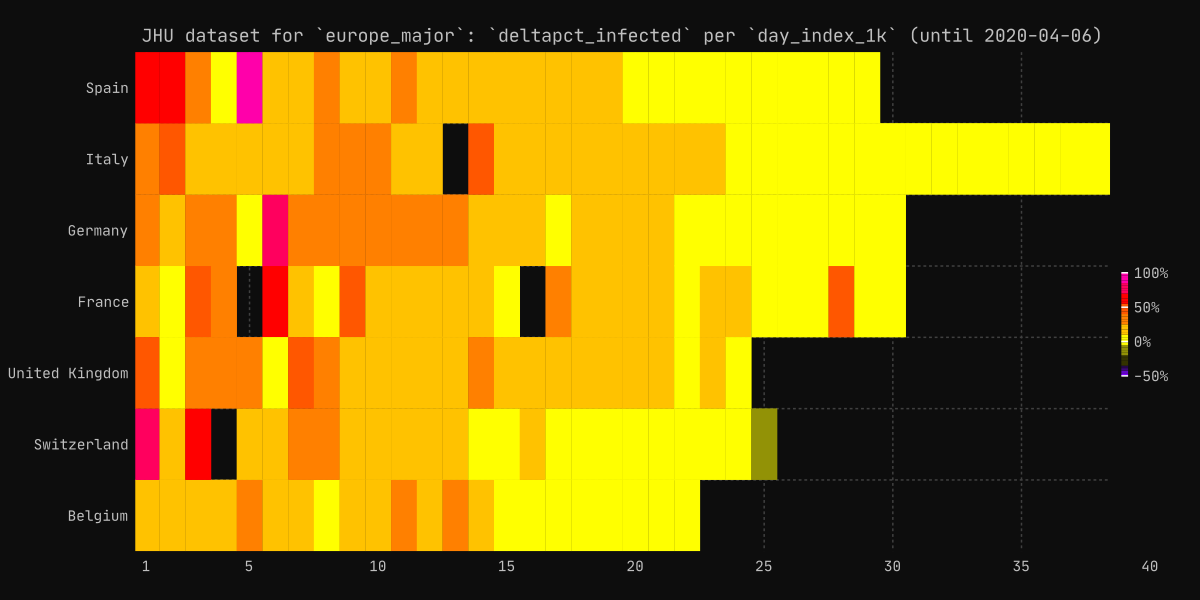 JHU dataset for `europe_major`: `deltapct_infected` per `day_index_1k` (until 2020-04-06)
Spain
Italy
Germany
France
United Kingdom
Switzerland
Belgium
1 5 10 15 20 25 30 35 40
100%
50%
0%
-50%